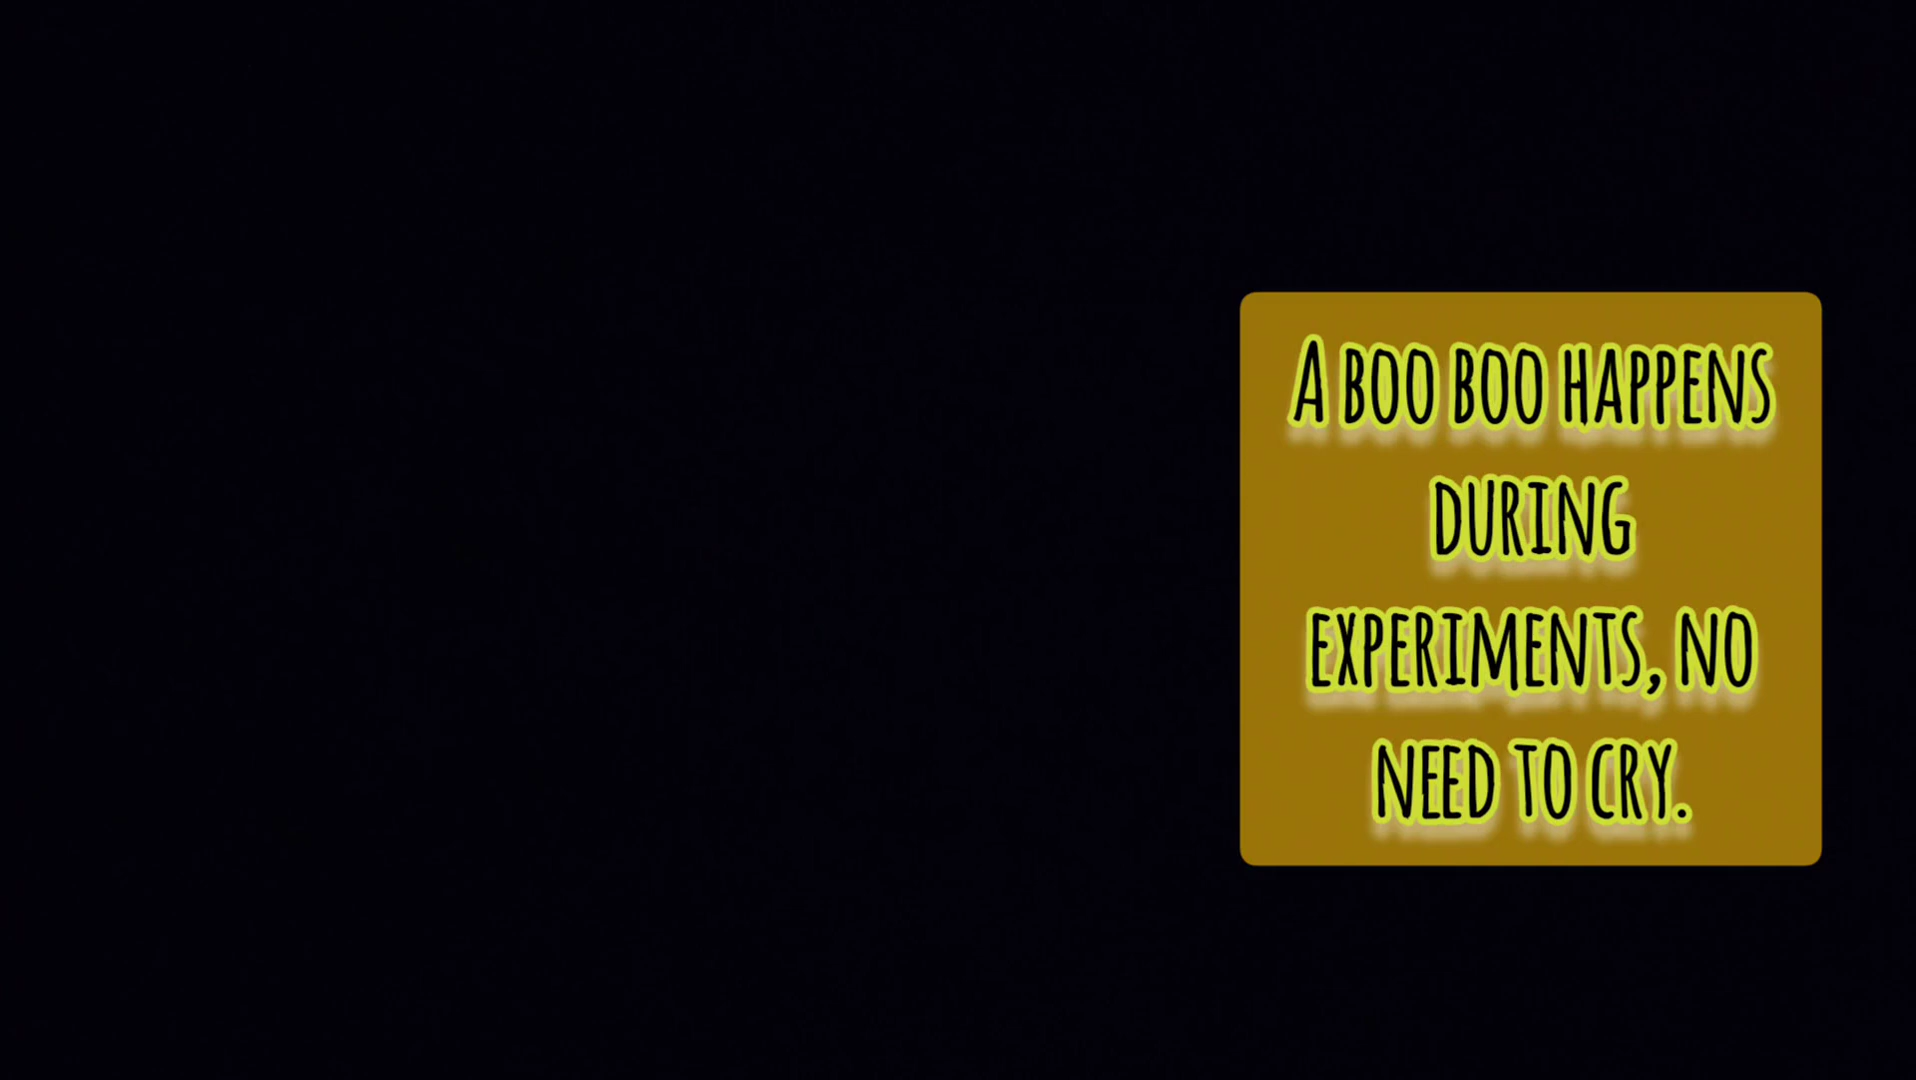 A BOO BOO HAPPENS
DURING
EXPERIMENTS, NO
NEED TO CRY.